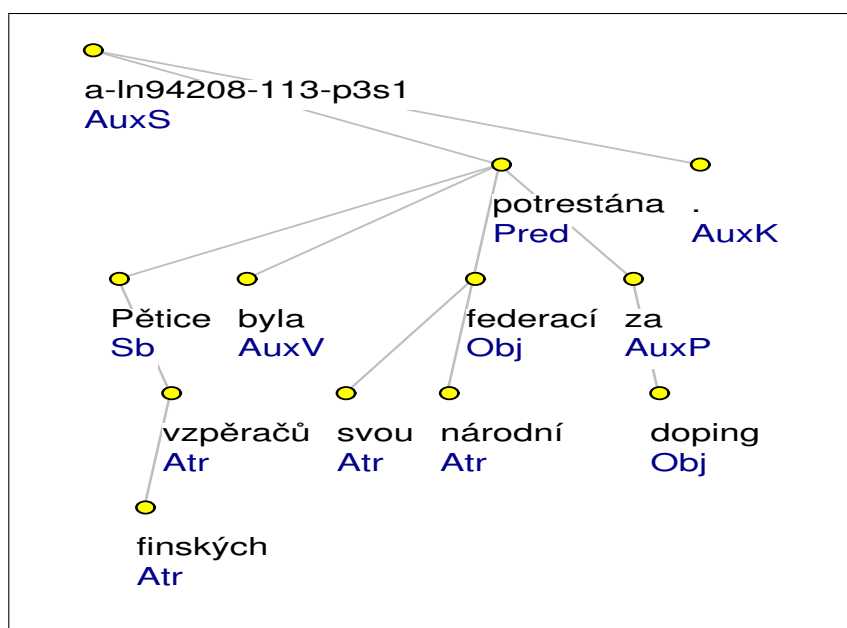 a-ln94208-113-p3s1
AuxS
potrestána .
Pred AuxK
Pětice byla federací za
Sb AuxV Obj AuxP
vzpěračů svou národní doping
Atr Atr Atr Obj
finských
Atr